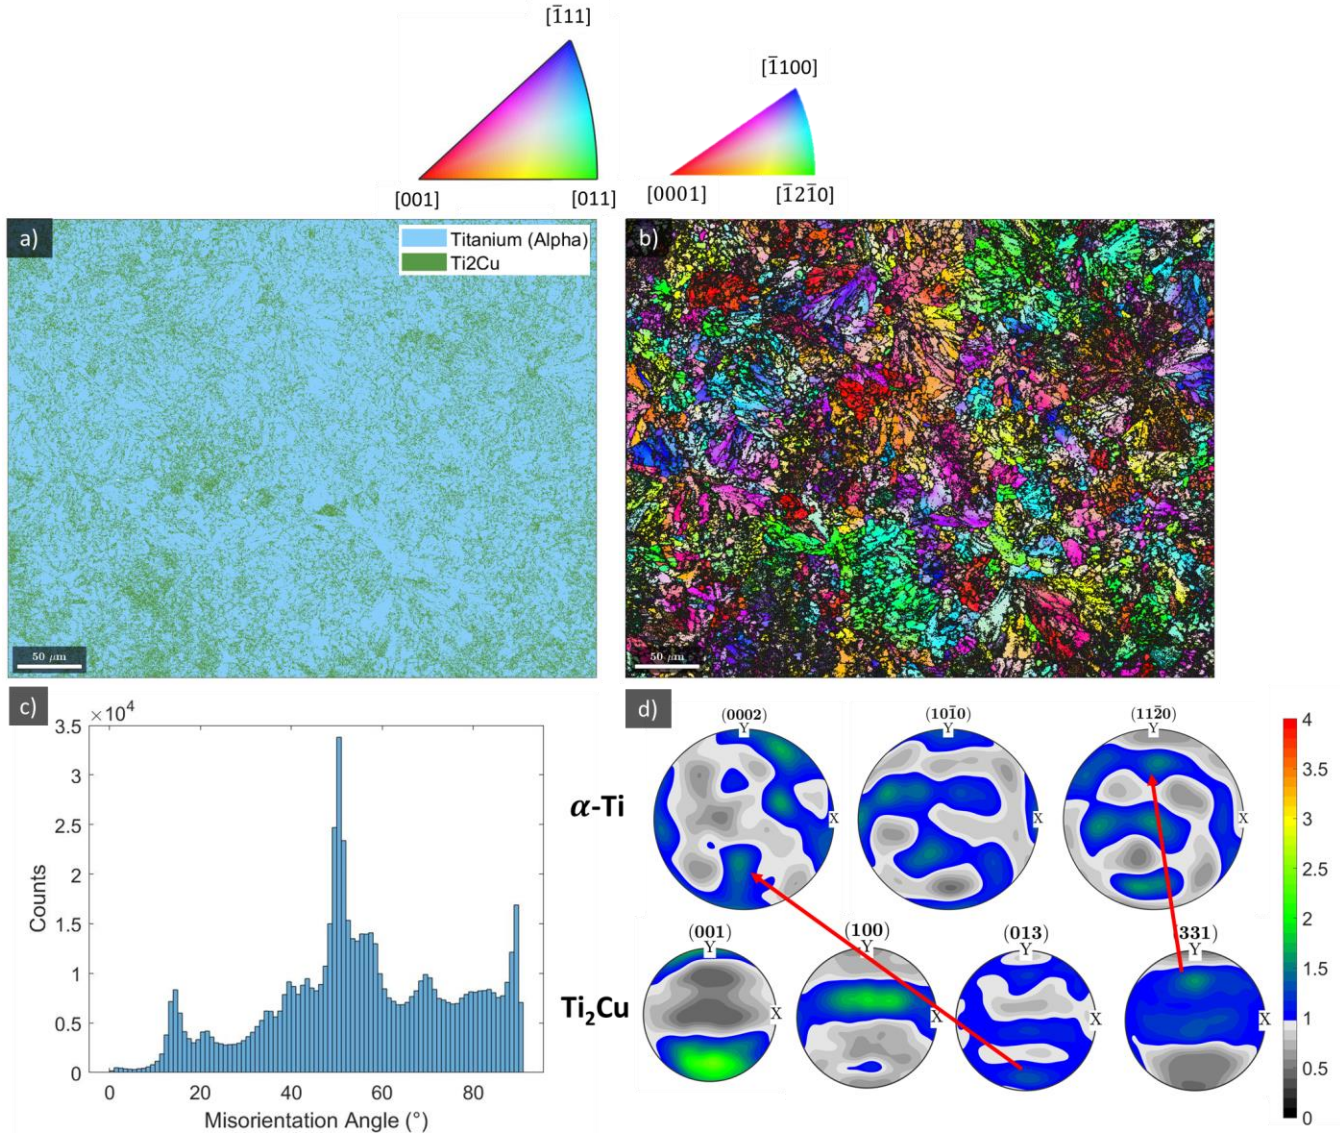 [1̅11]
[1̅100]
[001]
[011]
[0001]
[1̅21̅0]
a)
Titanium (Alpha)
Ti2Cu
50 μm
b)
50 μm
c)
×10⁴
3.5
3
2.5
2
1.5
1
0.5
0
Counts
0 20 40 60 80
Misorientation Angle (°)
d)
α-Ti
(0002)
Y
X
(101̅0)
Y
X
(112̅0)
Y
X
Ti₂Cu
(001)
Y
X
(100)
Y
X
(013)
Y
X
(331)
Y
X
4
3.5
3
2.5
2
1.5
1
0.5
0